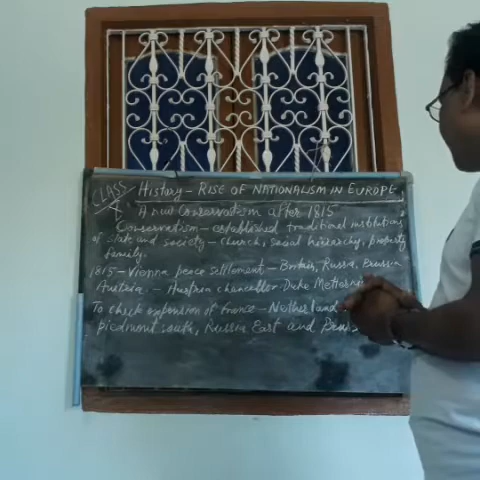 CLASS
X
History - RISE OF NATIONALISM IN EUROPE
A new Conservatism after 1815
Conservatism - established traditional institutions
of state and society - church, social hierarchy, property
family.
1815 - Vienna peace settlement - Britain, Russia, Prussia
Austria. - Austrian chancellor Duke Metternich
To check expansion of France - Netherland
piedmont south, Russia East and